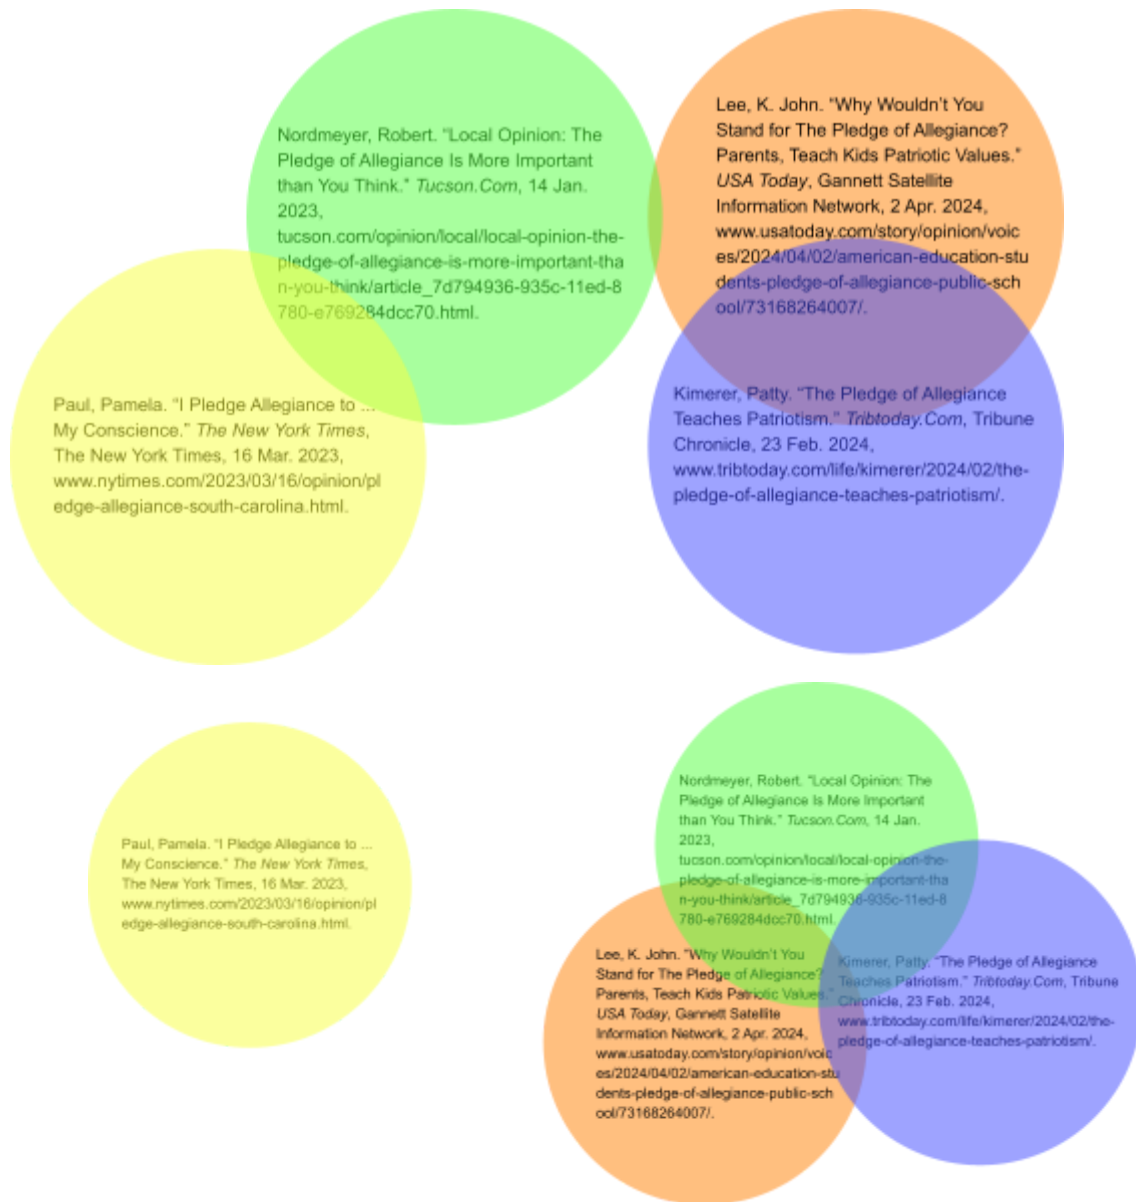 Nordmeyer, Robert. “Local Opinion: The
Pledge of Allegiance Is More Important
than You Think.” Tucson.Com, 14 Jan.
2023,
tucson.com/opinion/local/local-opinion-the-
pledge-of-allegiance-is-more-important-tha
n-you-think/article_7d794936-935c-11ed-8
780-e769284dcc70.html.
Lee, K. John. “Why Wouldn’t You
Stand for The Pledge of Allegiance?
Parents, Teach Kids Patriotic Values.”
USA Today, Gannett Satellite
Information Network, 2 Apr. 2024,
www.usatoday.com/story/opinion/voic
es/2024/04/02/american-education-stu
dents-pledge-of-allegiance-public-sch
ool/73168264007/.
Paul, Pamela. “I Pledge Allegiance to ...
My Conscience.” The New York Times,
The New York Times, 16 Mar. 2023,
www.nytimes.com/2023/03/16/opinion/pl
edge-allegiance-south-carolina.html.
Kimerer, Patty. “The Pledge of Allegiance
Teaches Patriotism.” Tribtoday.Com, Tribune
Chronicle, 23 Feb. 2024,
www.tribtoday.com/life/kimerer/2024/02/the-
pledge-of-allegiance-teaches-patriotism/.
Paul, Pamela. “I Pledge Allegiance to ...
My Conscience.” The New York Times,
The New York Times, 16 Mar. 2023,
www.nytimes.com/2023/03/16/opinion/pl
edge-allegiance-south-carolina.html.
Nordmeyer, Robert. “Local Opinion: The
Pledge of Allegiance Is More Important
than You Think.” Tucson.Com, 14 Jan.
2023,
tucson.com/opinion/local/local-opinion-the-
pledge-of-allegiance-is-more-important-tha
n-you-think/article_7d794936-935c-11ed-8
780-e769284dcc70.html.
Lee, K. John. “Why Wouldn’t You
Stand for The Pledge of Allegiance?
Parents, Teach Kids Patriotic Values.”
USA Today, Gannett Satellite
Information Network, 2 Apr. 2024,
www.usatoday.com/story/opinion/voic
es/2024/04/02/american-education-stu
dents-pledge-of-allegiance-public-sch
ool/73168264007/.
Kimerer, Patty. “The Pledge of Allegiance
Teaches Patriotism.” Tribtoday.Com, Tribune
Chronicle, 23 Feb. 2024,
www.tribtoday.com/life/kimerer/2024/02/the-
pledge-of-allegiance-teaches-patriotism/.